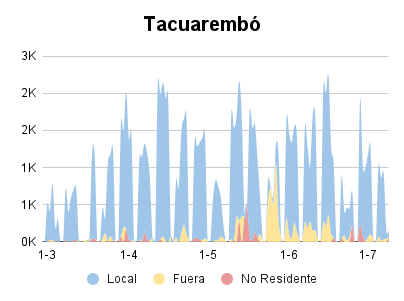 Tacuarembó
3K
2K
2K
1K
1K
0K
1-3 1-4 1-5 1-6 1-7
Local Fuera No Residente